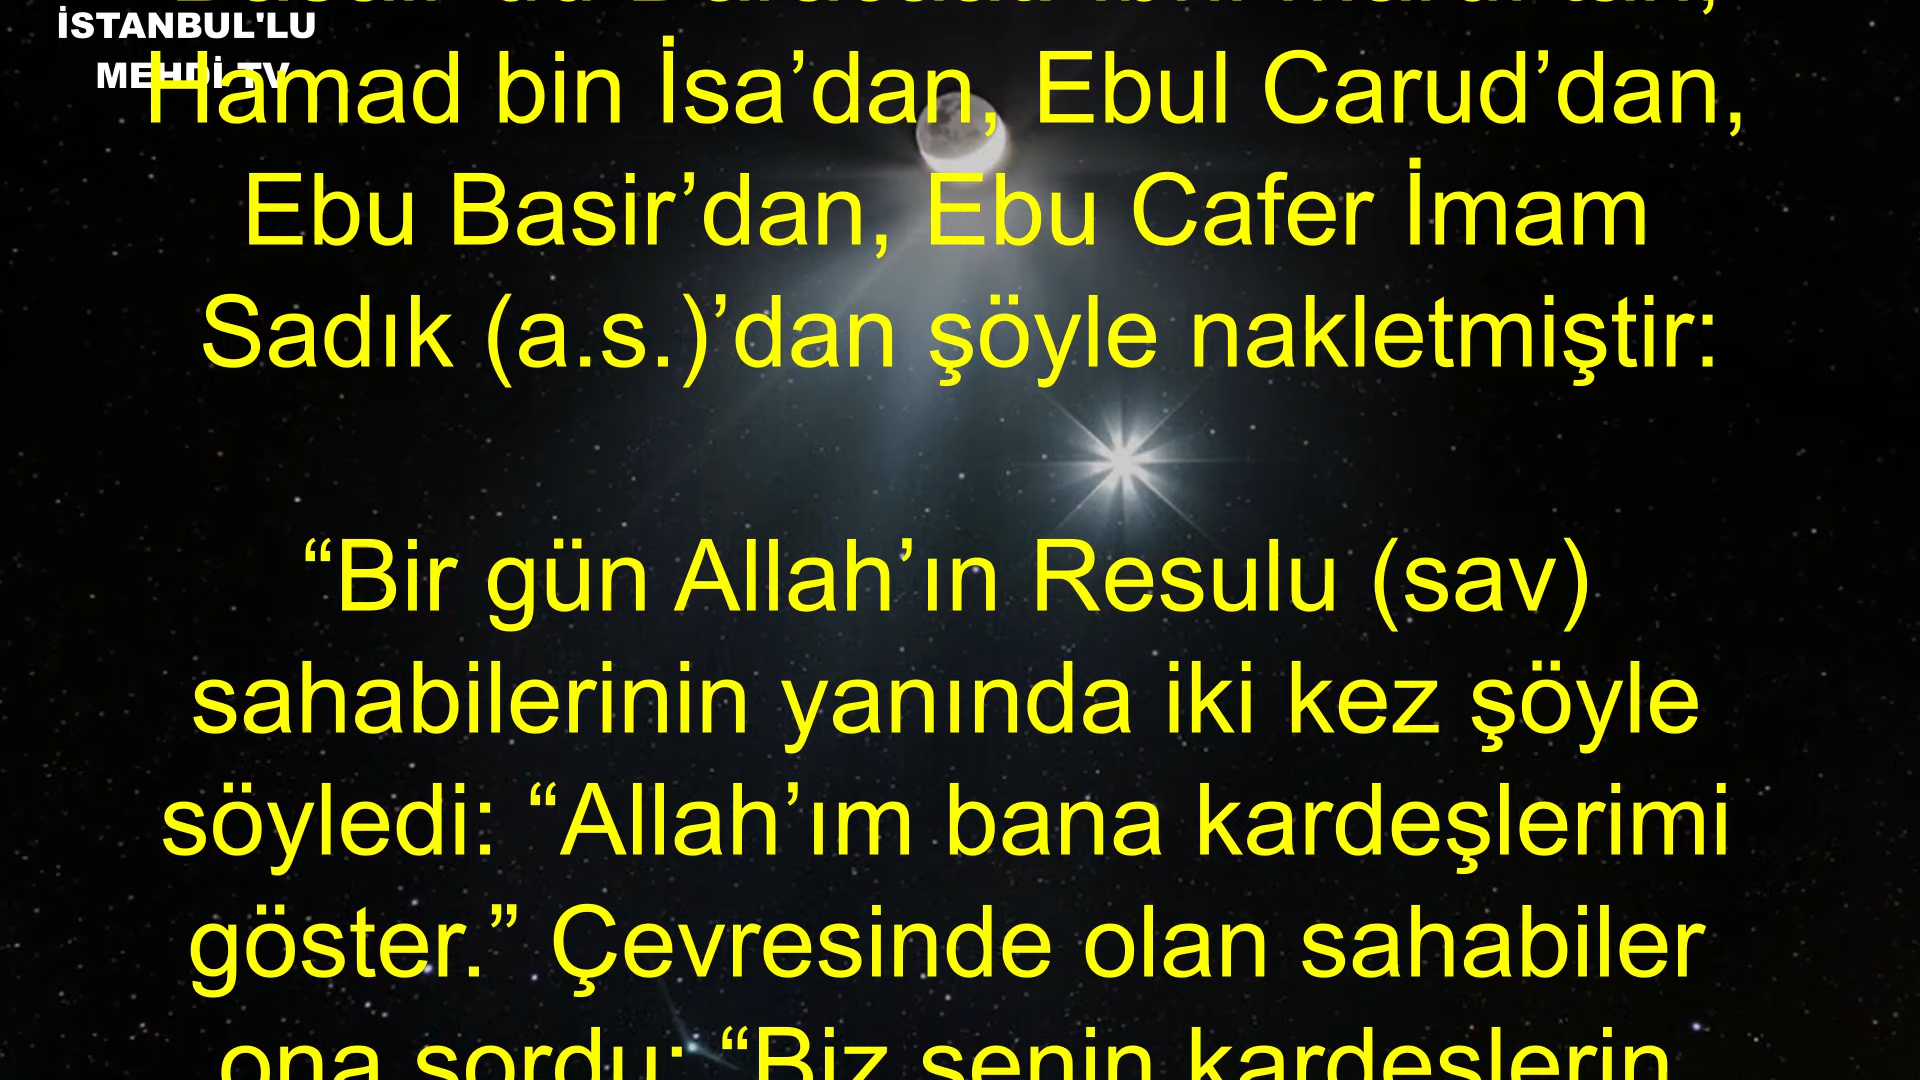 İSTANBUL'LU
MEHDİ TV
Hamad bin İsa’dan, Ebul Carud’dan,
Ebu Basir’dan, Ebu Cafer İmam
Sadık (a.s.)’dan şöyle nakletmiştir:
“Bir gün Allah’ın Resulu (sav)
sahabilerinin yanında iki kez şöyle
söyledi: “Allah’ım bana kardeşlerimi
göster.” Çevresinde olan sahabiler
ona sordu: “Biz senin kardeşlerin